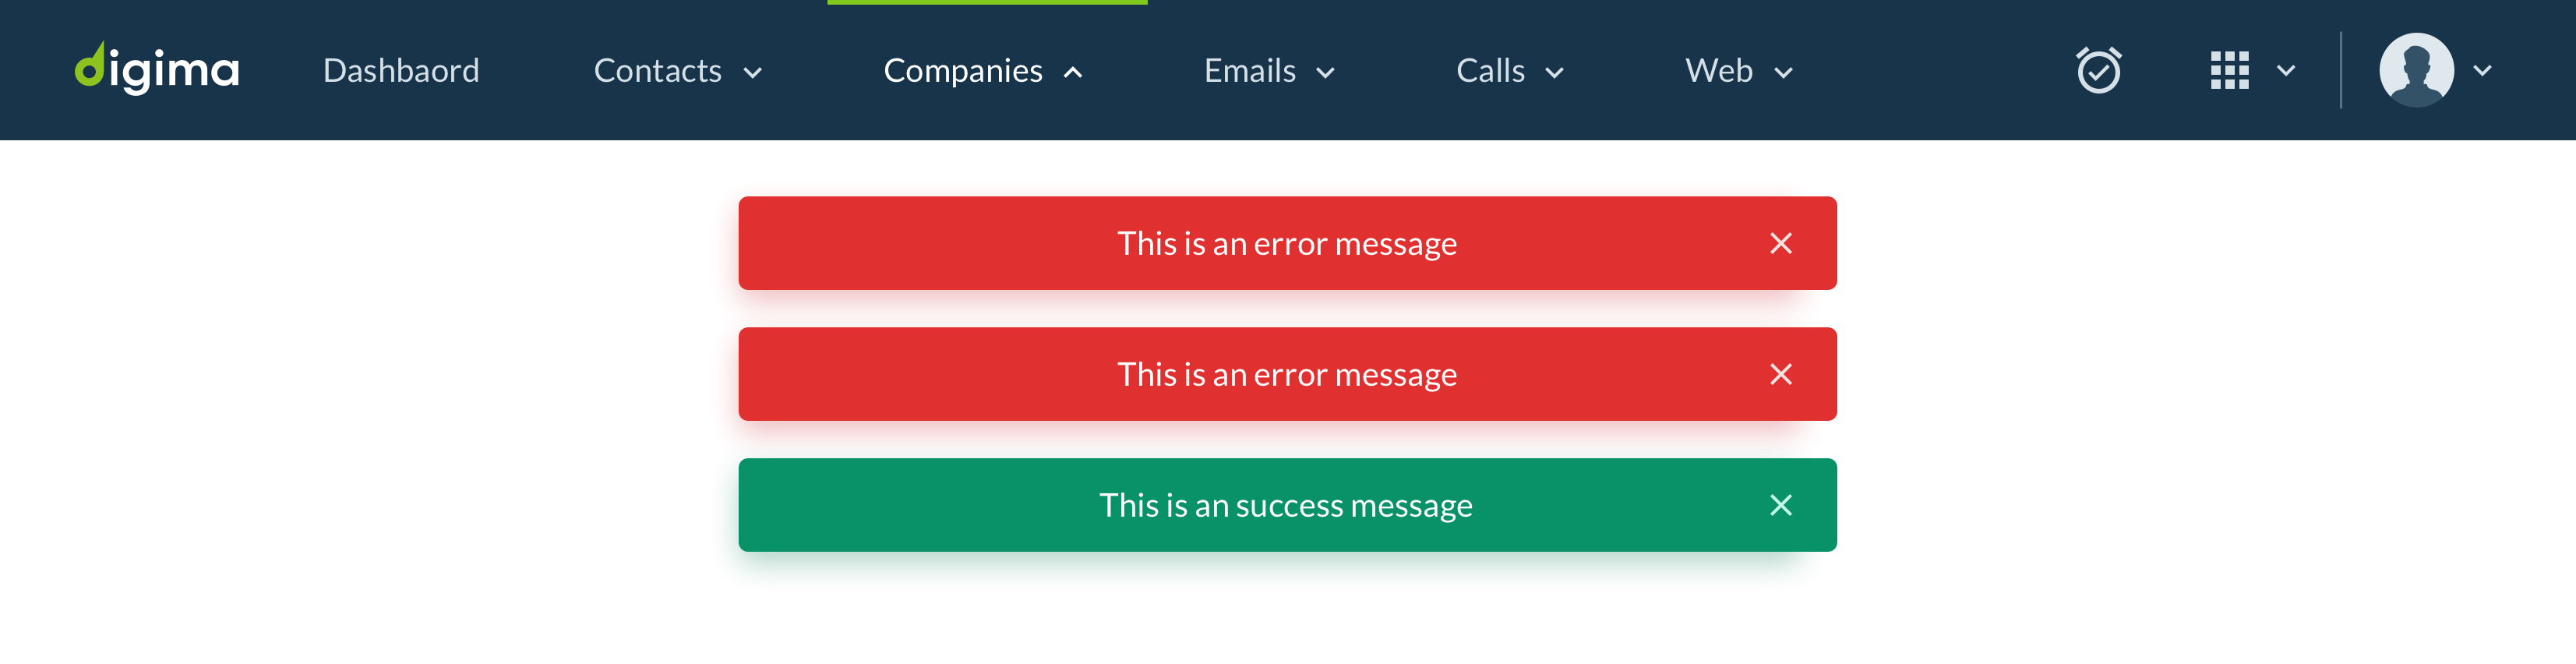 digima Dashbaord Contacts Companies Emails Calls Web
This is an error message
This is an error message
This is an success message